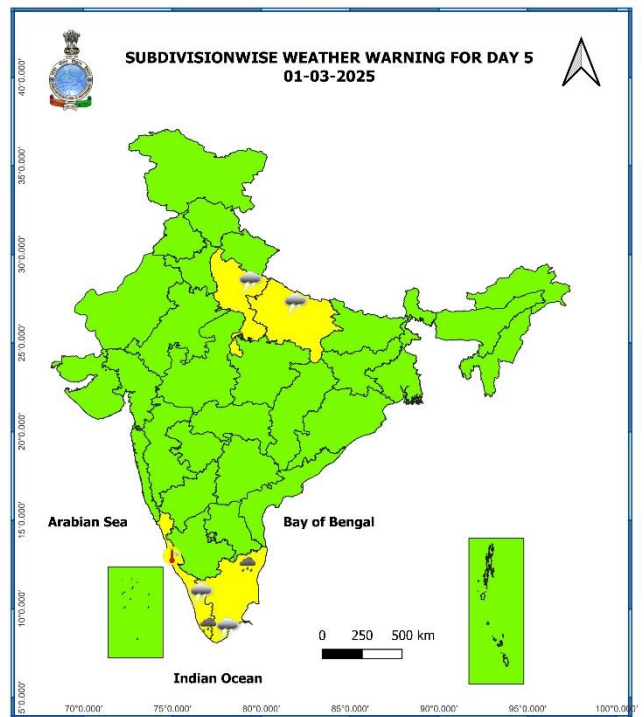 SUBDIVISIONWISE WEATHER WARNING FOR DAY 5
01-03-2025
40°0.000'
35°0.000'
30°0.000'
25°0.000'
20°0.000'
15°0.000'
10°0.000'
5°0.000'
Arabian Sea
Bay of Bengal
0 250 500 km
Indian Ocean
70°0.000' 75°0.000' 80°0.000' 85°0.000' 90°0.000' 95°0.000' 100°0.000'